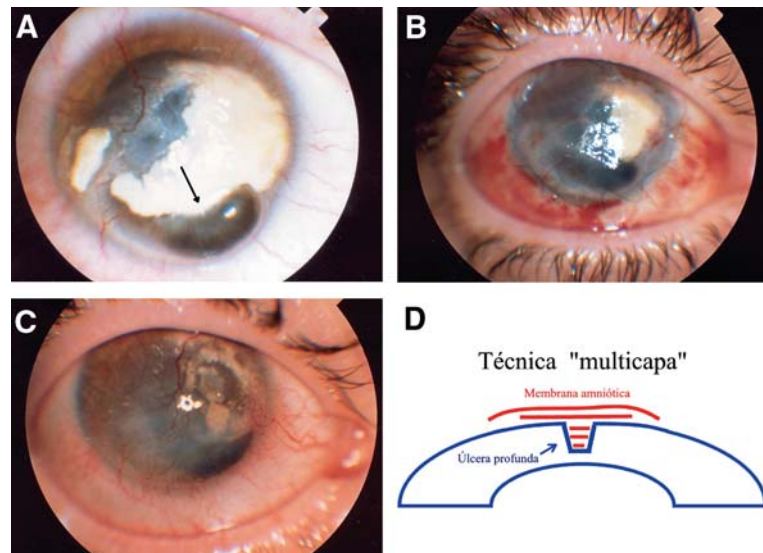 A
B
C
D
Técnica "multicapa"
Membrana amniótica
Úlcera profunda